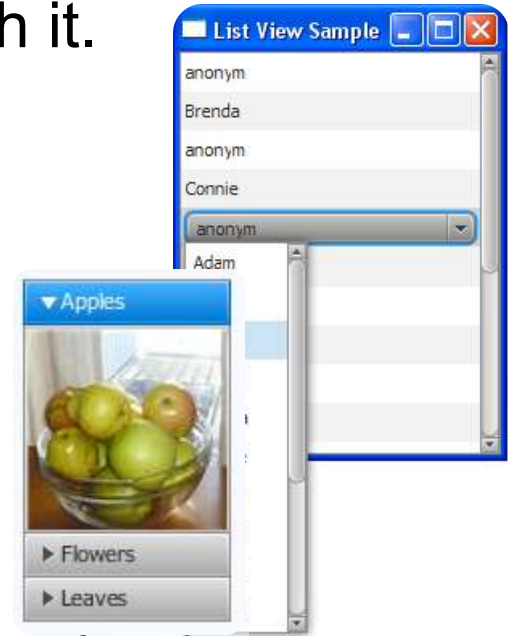 h it.
List View Sample
anonym
Brenda
anonym
Connie
anonym
Adam
Apples
Flowers
Leaves